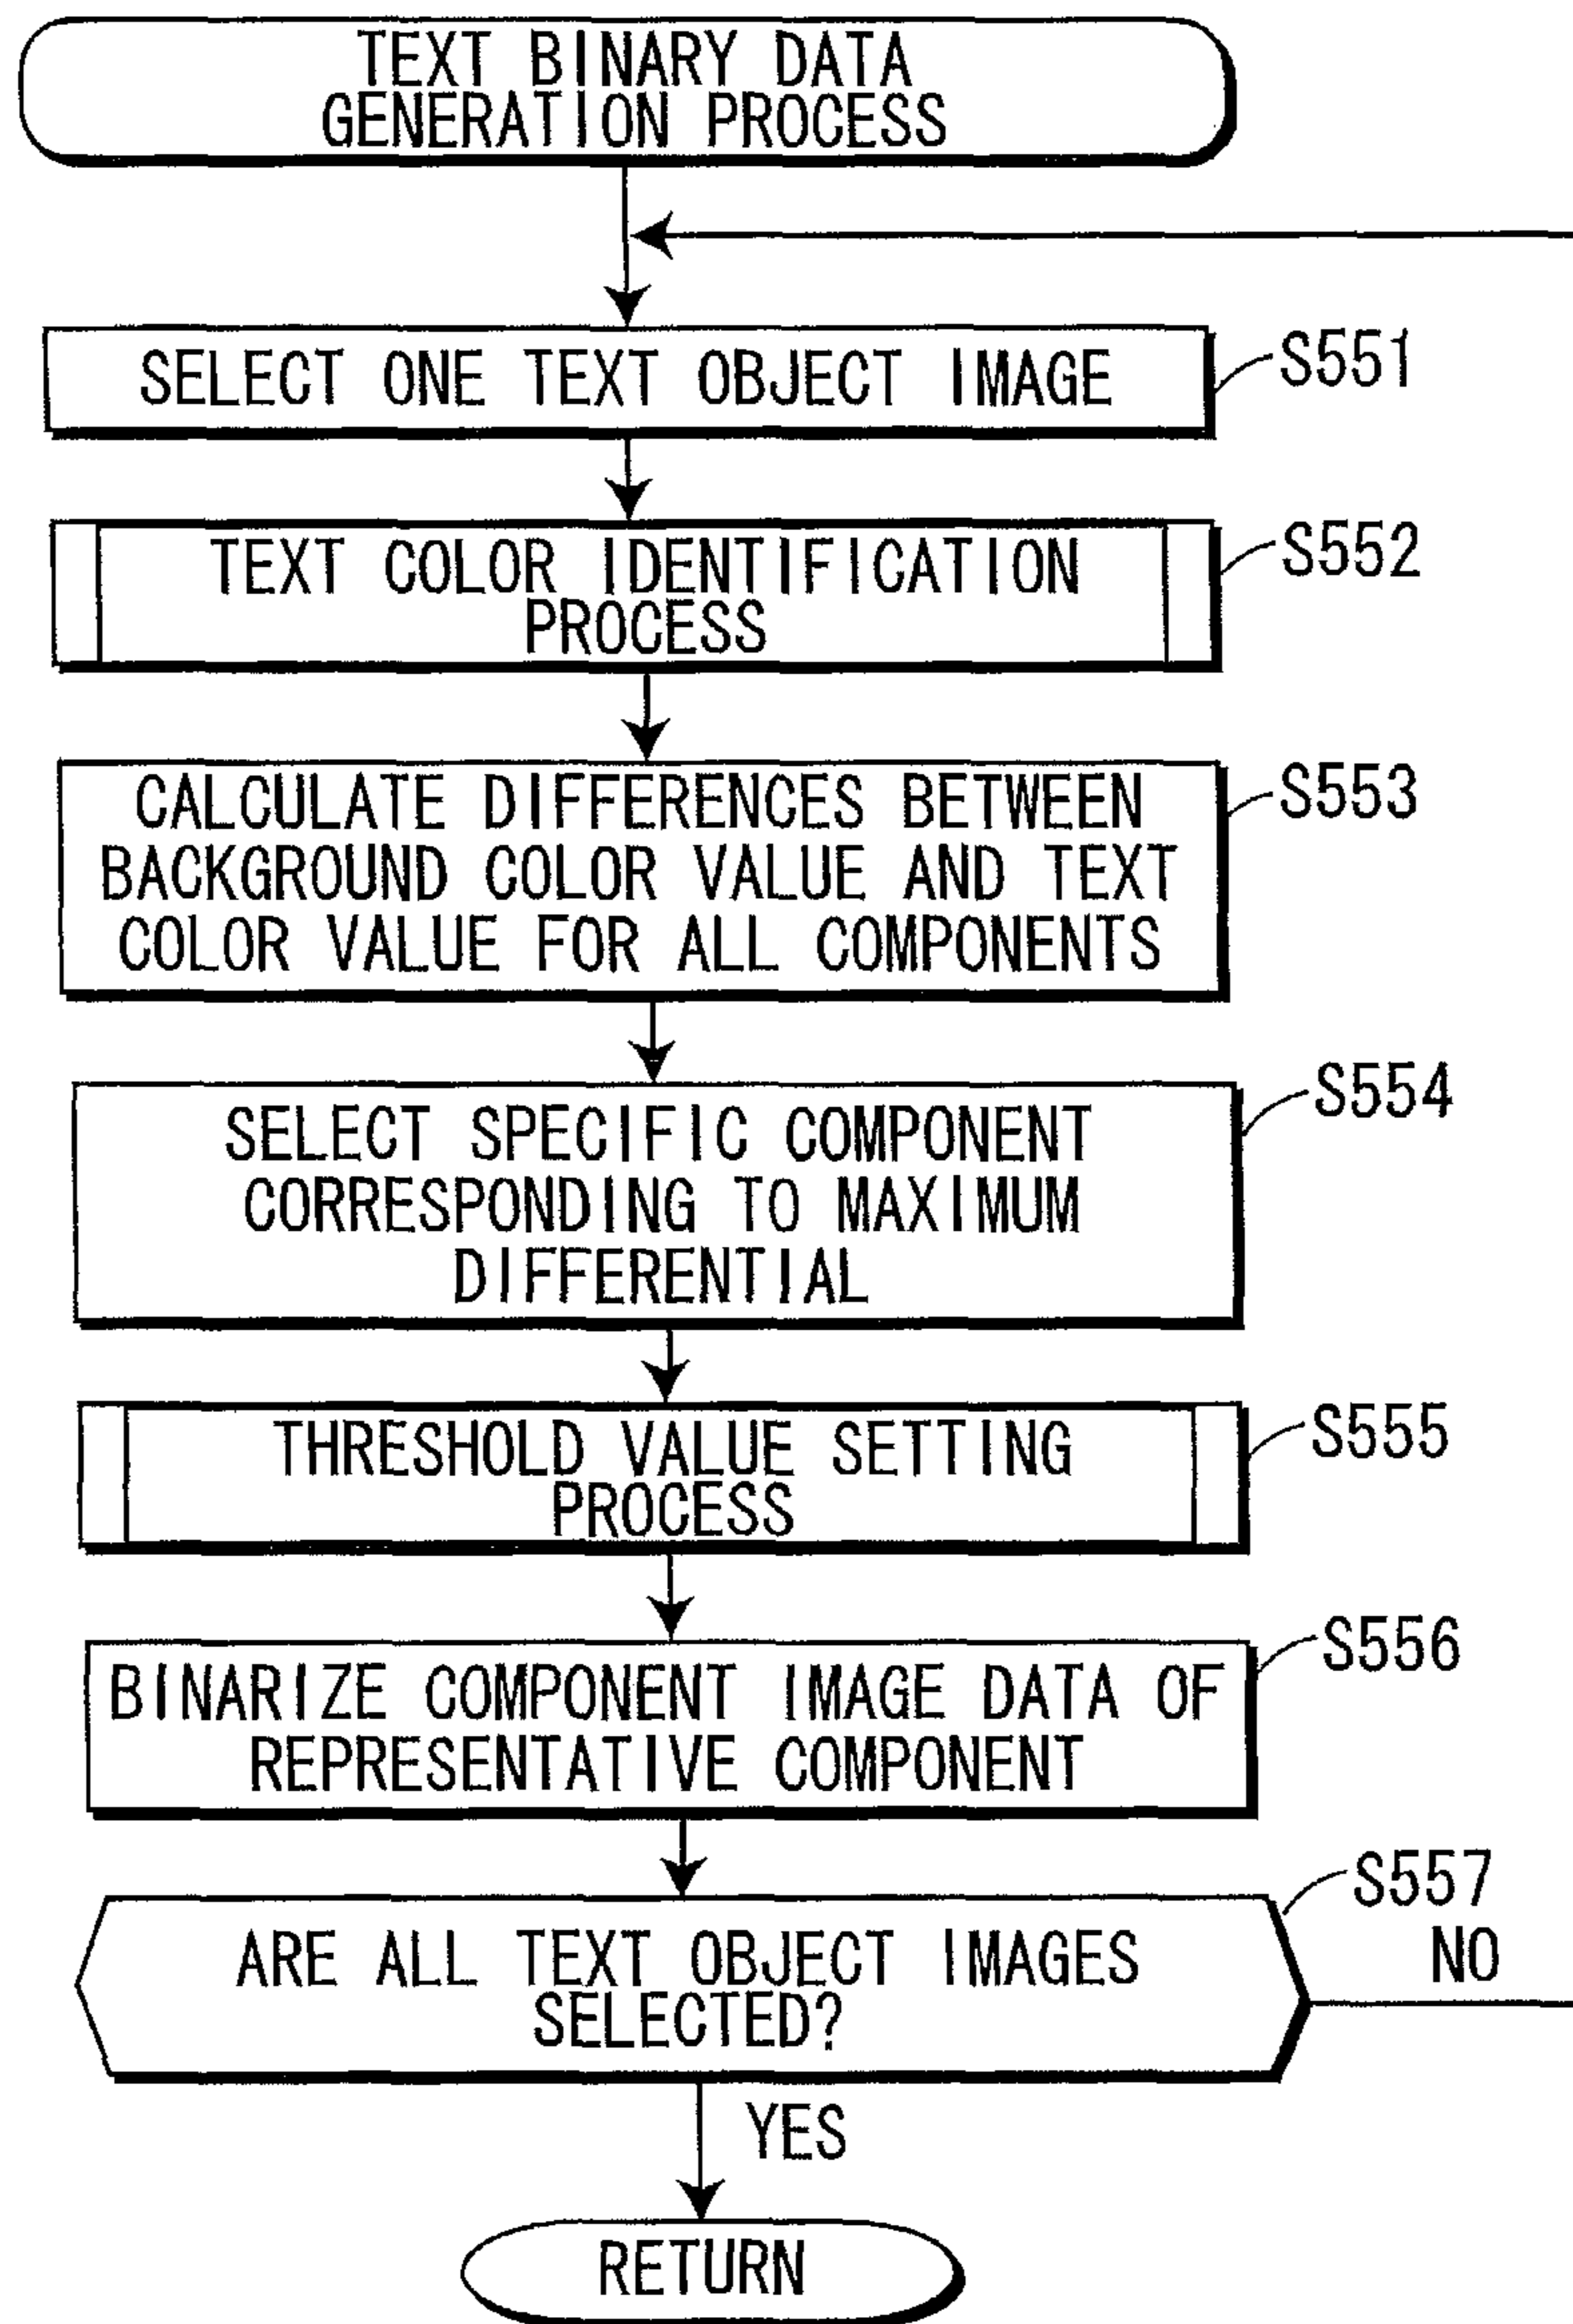 TEXT BINARY DATA
GENERATION PROCESS
SELECT ONE TEXT OBJECT IMAGE
S551
TEXT COLOR IDENTIFICATION
PROCESS
S552
CALCULATE DIFFERENCES BETWEEN
BACKGROUND COLOR VALUE AND TEXT
COLOR VALUE FOR ALL COMPONENTS
S553
SELECT SPECIFIC COMPONENT
CORRESPONDING TO MAXIMUM
DIFFERENTIAL
S554
THRESHOLD VALUE SETTING
PROCESS
S555
BINARIZE COMPONENT IMAGE DATA OF
REPRESENTATIVE COMPONENT
S556
ARE ALL TEXT OBJECT IMAGES
SELECTED?
S557
NO
YES
RETURN